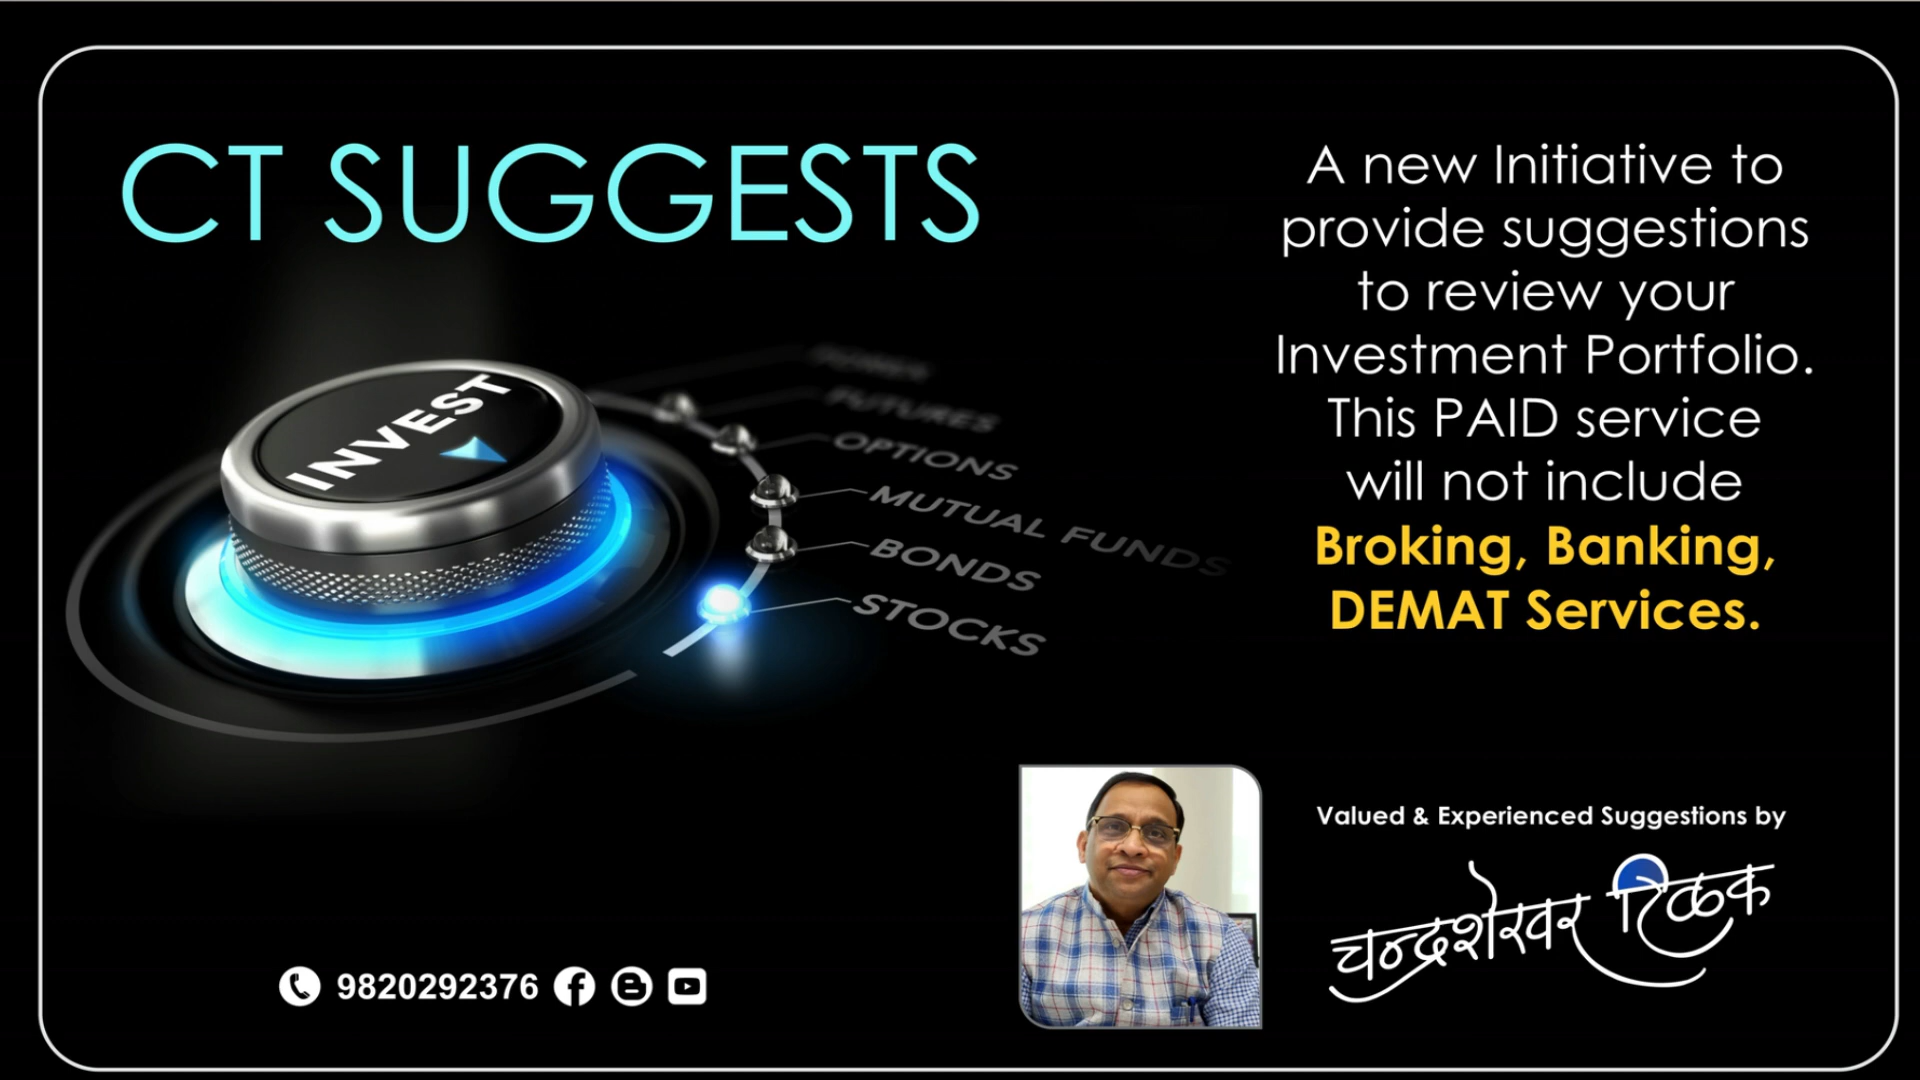 CT SUGGESTS
A new Initiative to
provide suggestions
to review your
Investment Portfolio.
This PAID service
will not include
Broking, Banking,
DEMAT Services.
INVEST
FUTURES
OPTIONS
MUTUAL FUNDS
BONDS
STOCKS
Valued & Experienced Suggestions by
चन्द्रशेखर टिळक
9820292376